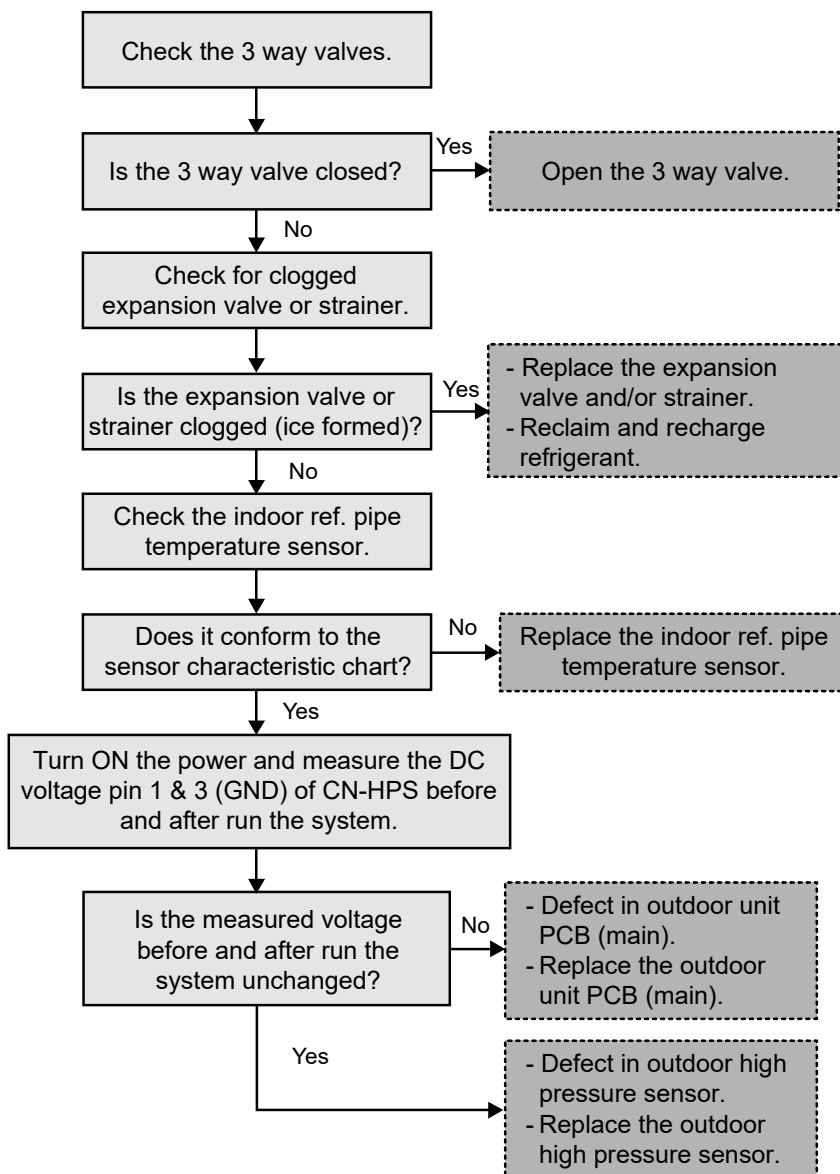 Check the 3 way valves.
Is the 3 way valve closed?
Yes
Open the 3 way valve.
No
Check for clogged
expansion valve or strainer.
Is the expansion valve or
strainer clogged (ice formed)?
Yes
- Replace the expansion
valve and/or strainer.
- Reclaim and recharge
refrigerant.
No
Check the indoor ref. pipe
temperature sensor.
Does it conform to the
sensor characteristic chart?
No
Replace the indoor ref. pipe
temperature sensor.
Yes
Turn ON the power and measure the DC
voltage pin 1 & 3 (GND) of CN-HPS before
and after run the system.
Is the measured voltage
before and after run the
system unchanged?
No
- Defect in outdoor unit
PCB (main).
- Replace the outdoor
unit PCB (main).
Yes
- Defect in outdoor high
pressure sensor.
- Replace the outdoor
high pressure sensor.